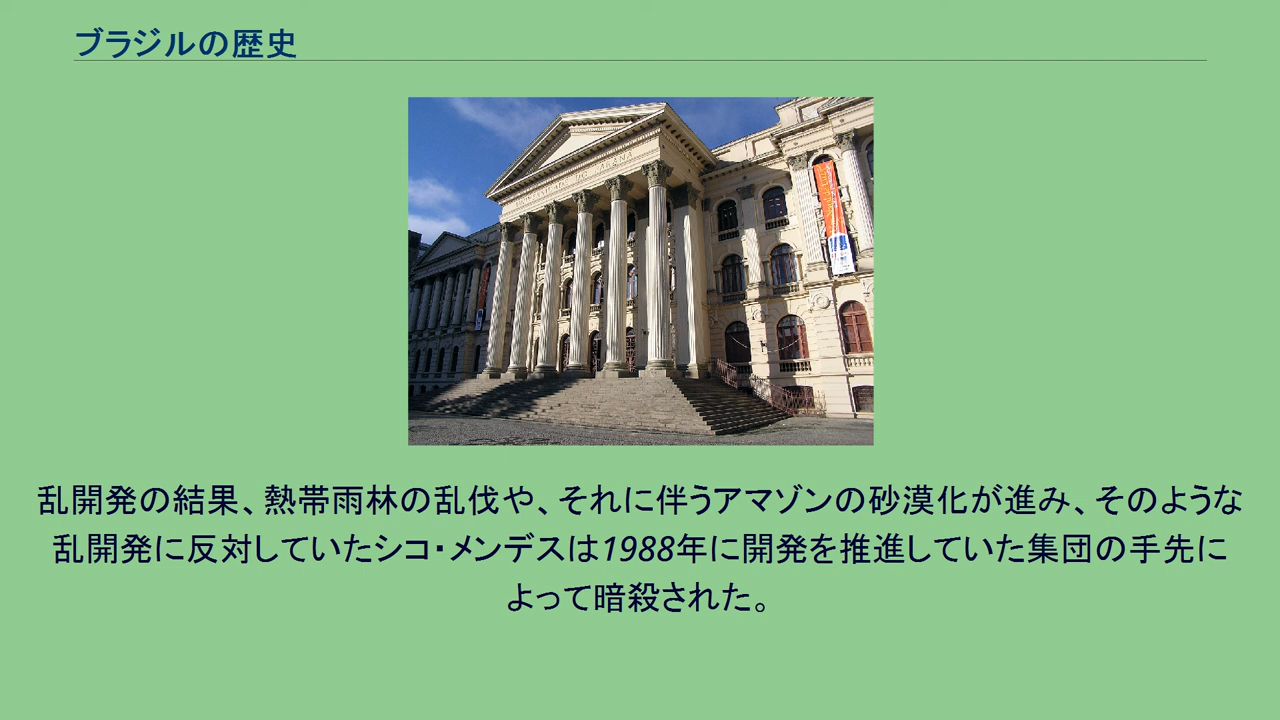 ブラジルの歴史
乱開発の結果、熱帯雨林の乱伐や、それに伴うアマゾンの砂漠化が進み、そのような
乱開発に反対していたシコ・メンデスは1988年に開発を推進していた集団の手先に
よって暗殺された。